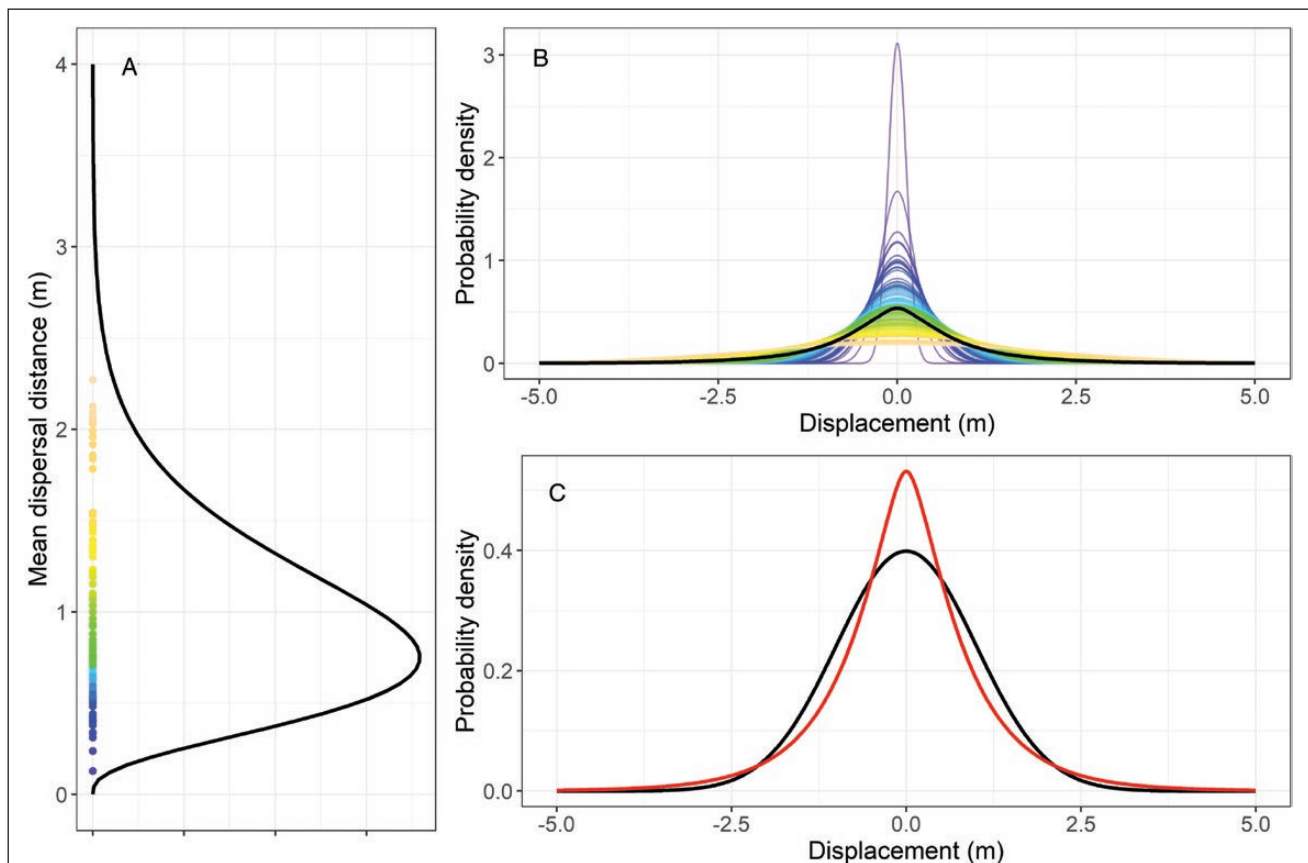 A
Mean dispersal distance (m)
4
3
2
1
0
B
Probability density
3
2
1
0
-5.0 -2.5 0.0 2.5 5.0
Displacement (m)
C
Probability density
0.4
0.2
0.0
-5.0 -2.5 0.0 2.5 5.0
Displacement (m)